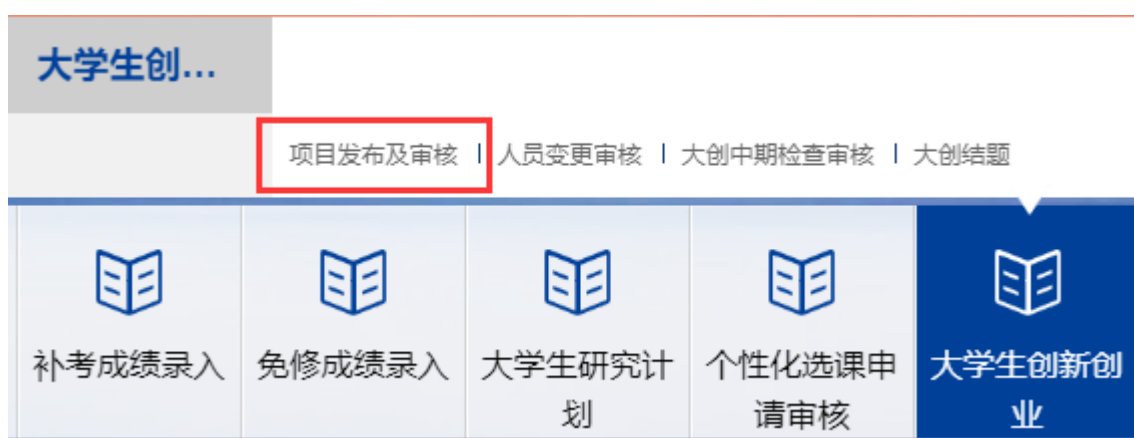 大学生创...
项目发布及审核 | 人员变更审核 | 大创中期检查审核 | 大创结题
补考成绩录入
免修成绩录入
大学生研究计
划
个性化选课申
请审核
大学生创新创
业